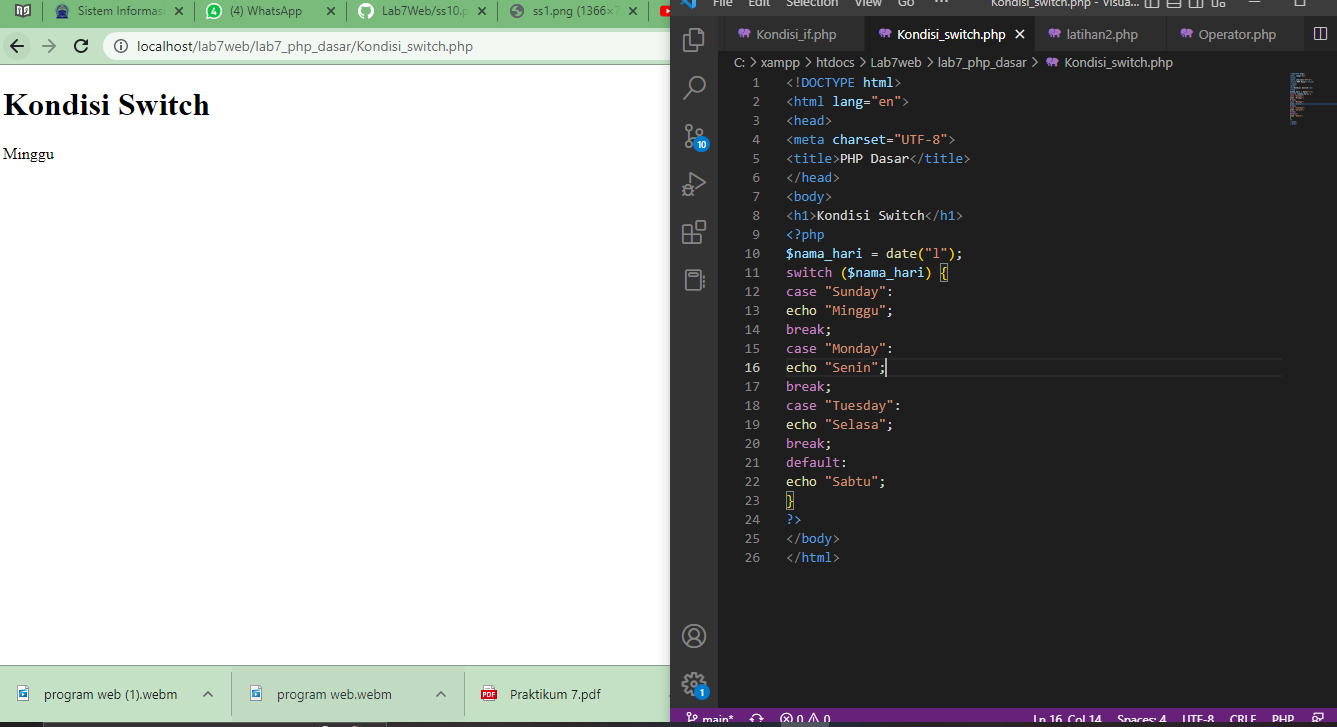 Sistem Informas
(4) WhatsApp
Lab7Web/ss10.p
ss1.png (1366×7
localhost/lab7web/lab7_php_dasar/Kondisi_switch.php
Kondisi Switch
Minggu
program web (1).webm
program web.webm
PDF
Praktikum 7.pdf
File Edit Selection View Go ... Kondisi_switch.php - Visua...
Kondisi_if.php
Kondisi_switch.php
latihan2.php
Operator.php
C: > xampp > htdocs > Lab7web > lab7_php_dasar > Kondisi_switch.php
1 <!DOCTYPE html>
2 <html lang="en">
3 <head>
4 <meta charset="UTF-8">
5 <title>PHP Dasar</title>
6 </head>
7 <body>
8 <h1>Kondisi Switch</h1>
9 <?php
10 $nama_hari = date("l");
11 switch ($nama_hari) {
12 case "Sunday":
13 echo "Minggu";
14 break;
15 case "Monday":
16 echo "Senin";
17 break;
18 case "Tuesday":
19 echo "Selasa";
20 break;
21 default:
22 echo "Sabtu";
23 }
24 ?>
25 </body>
26 </html>
10
1
main* 0 0 Ln 16, Col 14 Spaces: 4 UTF-8 CRLF PHP